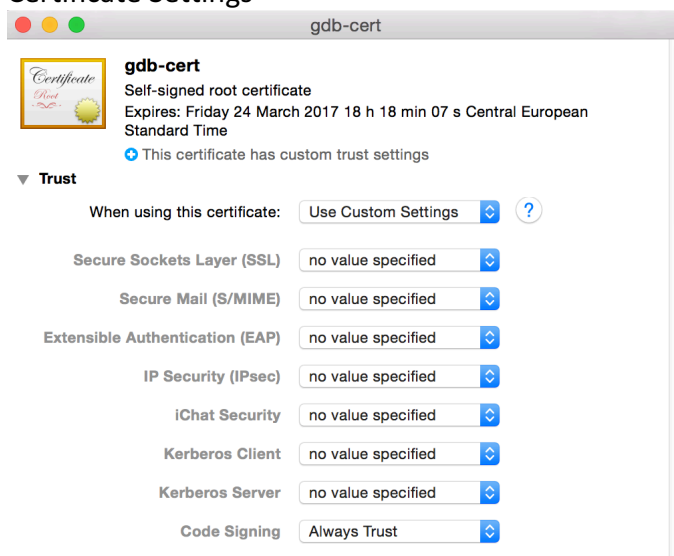 Certificate Settings
gdb-cert
Certificate
Root
gdb-cert
Self-signed root certificate
Expires: Friday 24 March 2017 18 h 18 min 07 s Central European
Standard Time
This certificate has custom trust settings
Trust
When using this certificate: Use Custom Settings ?
Secure Sockets Layer (SSL) no value specified
Secure Mail (S/MIME) no value specified
Extensible Authentication (EAP) no value specified
IP Security (IPsec) no value specified
iChat Security no value specified
Kerberos Client no value specified
Kerberos Server no value specified
Code Signing Always Trust